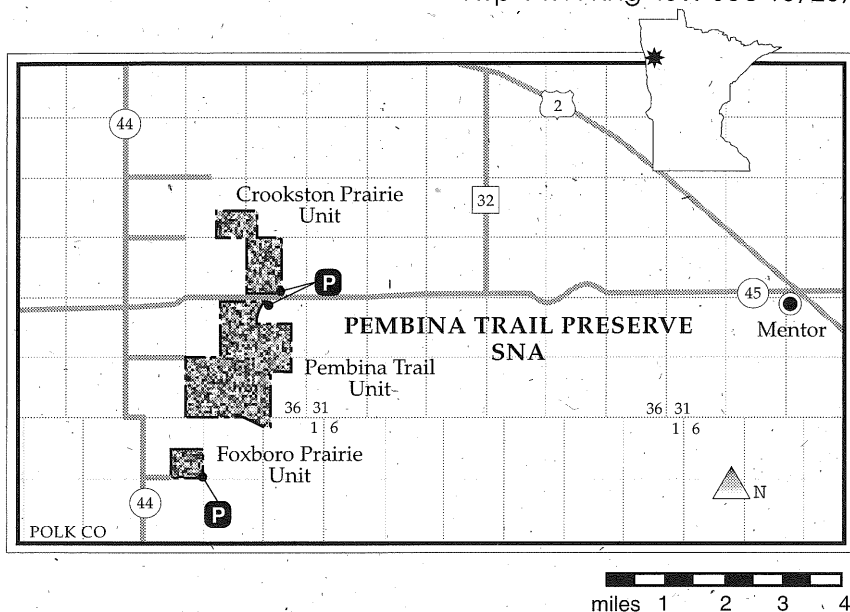 44
2
Crookston Prairie
Unit
32
P
45
PEMBINA TRAIL PRESERVE
SNA
Mentor
Pembina Trail
Unit
36 31
1 6
36 31
1 6
Foxboro Prairie
Unit
44
P
N
POLK CO
miles 1 2 3 4